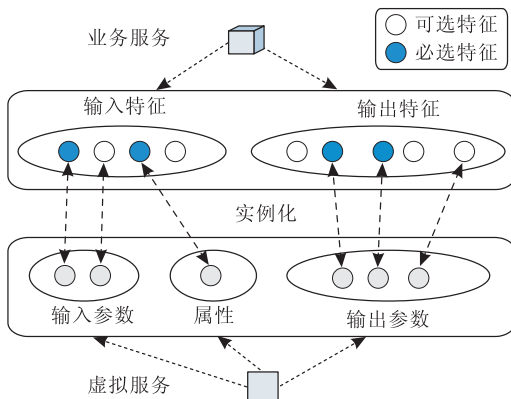 业务服务
可选特征
必选特征
输入特征
输出特征
实例化
输入参数
属性
输出参数
虚拟服务